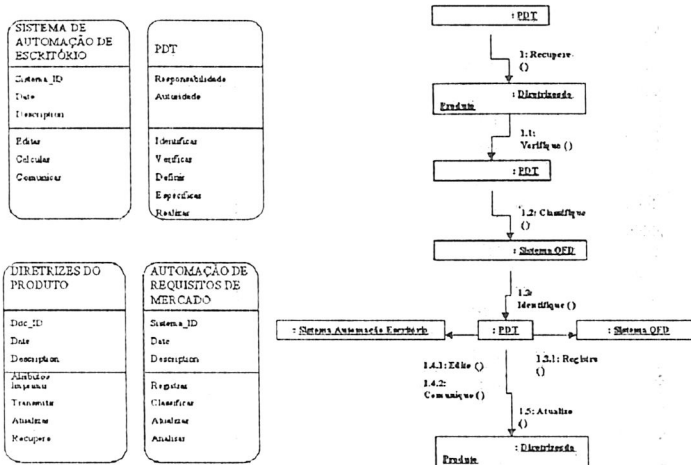 SISTEMA DE
AUTOMAÇÃO DE
ESCRITÓRIO
Sistema_ID
Date
Description
Editar
Calcular
Comunicar
PDT
Responsabilidade
Autoridade
Identificar
Verificar
Definir
Especificar
Realizar
DIRETRIZES DO
PRODUTO
Doc_ID
Date
Description
Atributos
Imprimir
Transmitir
Atualizar
Recupere
AUTOMAÇÃO DE
REQUISITOS DE
MERCADO
Sistema_ID
Date
Description
Registrar
Classificar
Atualizar
Analisar
: PDT
1: Recupere
()
: Diretrizes do
Produto
1.1:
Verifique ()
: PDT
1.2: Classifique
()
: Sistema QFD
1.3:
Identifique ()
: Sistema Automação Escritório
: PDT
: Sistema QFD
1.4.1: Edite ()
1.4.2:
Comunique ()
1.3.1: Registre
()
1.5: Atualize
()
: Diretrizes do
Produto